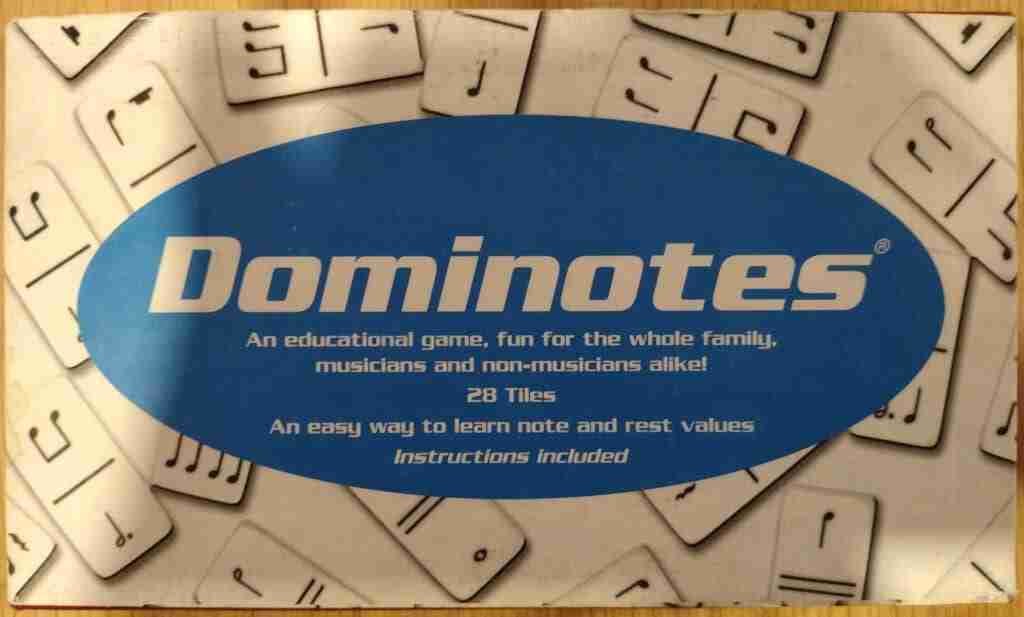 Dominotes®
An educational game, fun for the whole family,
musicians and non-musicians alike!
28 Tiles
An easy way to learn note and rest values
Instructions included